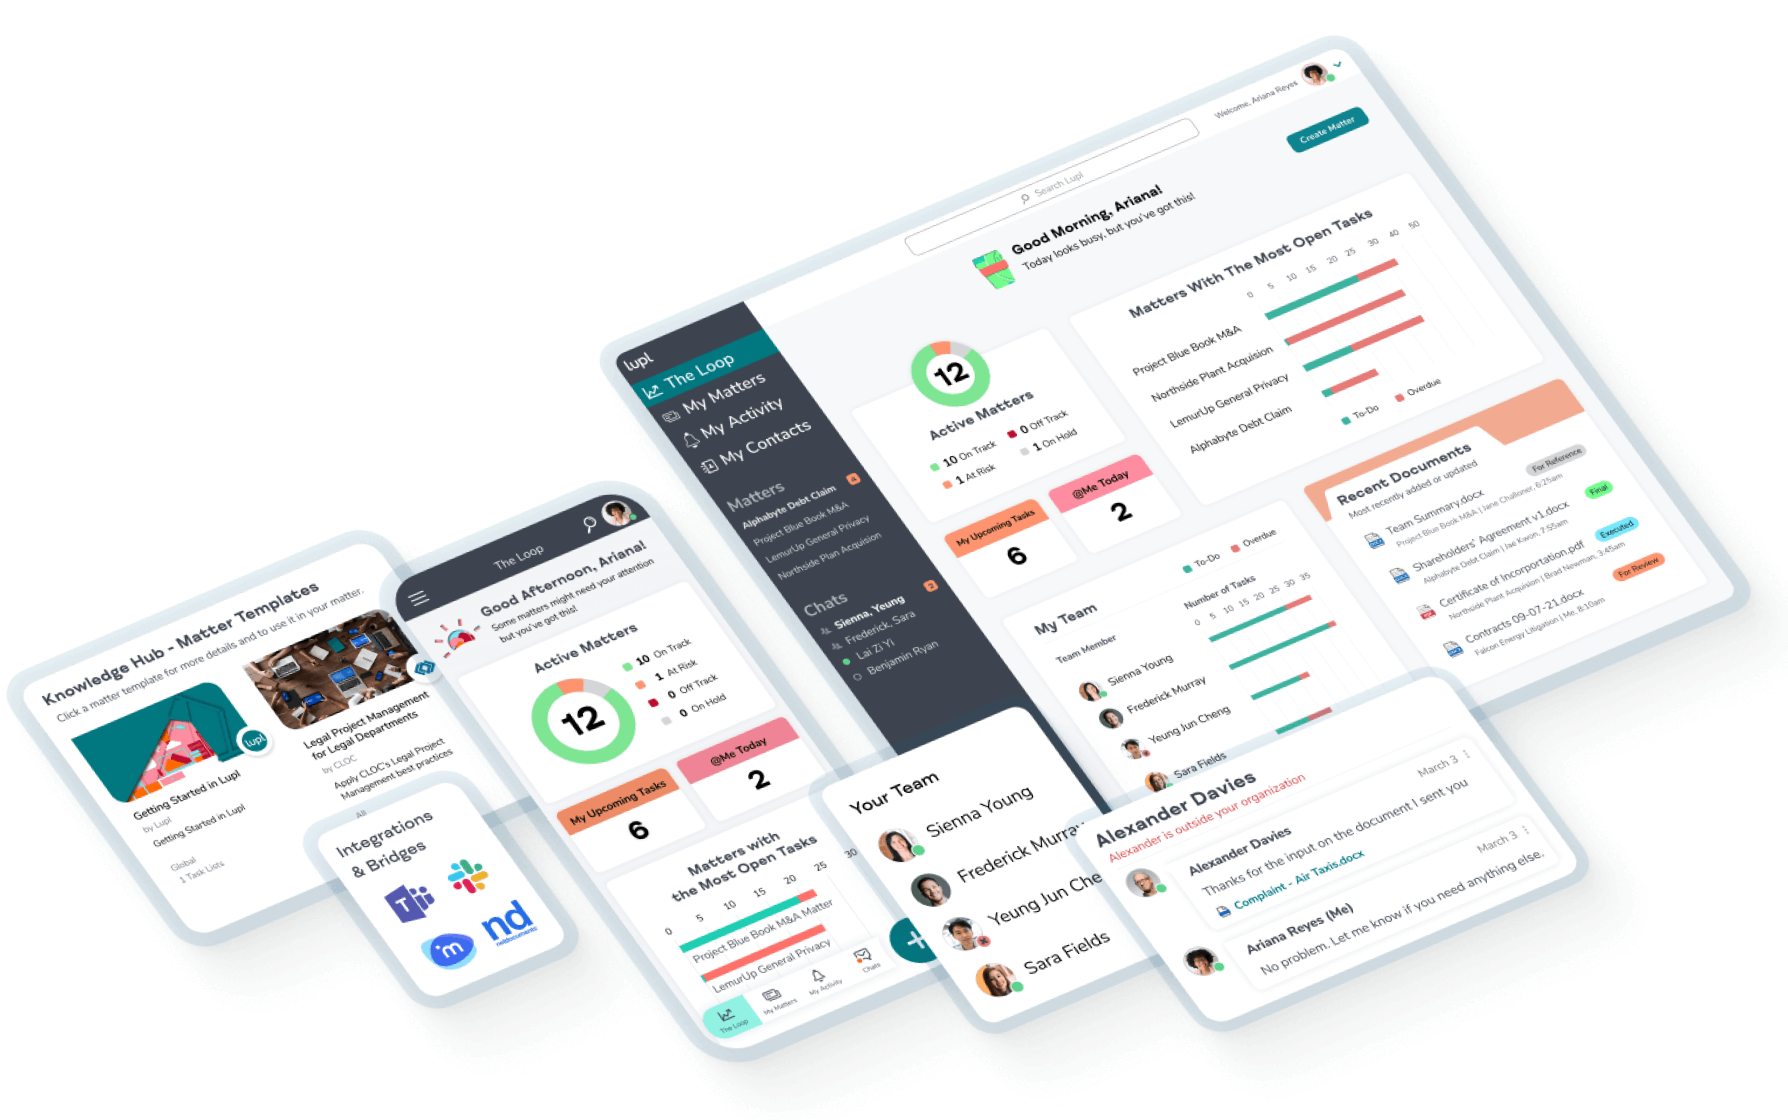 Welcome, Ariana Reyes
Create Matter
Search Lupl
Good Morning, Ariana!
Today looks busy, but you've got this!
lupl
The Loop
My Matters
My Activity
My Contacts
Matters
4
Alphabyte Debt Claim
Project Blue Book M&A
LemurUp General Privacy
Northside Plan Acquision
Chats
2
Sienna, Yeung
Frederick, Sara
Lai Zi Yi
Benjamin Ryan
12
Active Matters
10 On Track
0 Off Track
1 At Risk
1 On Hold
My Upcoming Tasks
6
@Me Today
2
Matters With The Most Open Tasks
0 5 10 15 20 25 30 40 50
Project Blue Book M&A
Northside Plant Acquision
LemurUp General Privacy
Alphabyte Debt Claim
To-Do
Overdue
Recent Documents
Most recently added or updated
Team Summary.docx
Project Blue Book M&A | Jane Challoner, 6:25am
For Reference
Shareholders' Agreement v1.docx
Alphabyte Debt Claim | Jae Kwon, 7:55am
Final
Certificate of Incorportation.pdf
Northside Plant Acquision | Brad Newman, 3:45am
Executed
Contracts 09-07-21.docx
Falcon Energy Litigation | Me, 8:10am
For Review
My Team
To-Do
Overdue
Team Member
Number of Tasks
0 5 10 15 20 25 30 35
Sienna Young
Frederick Murray
Yeung Jun Cheng
Sara Fields
Knowledge Hub - Matter Templates
Click a matter template for more details and to use it in your matter.
lupl
Getting Started in Lupl
by Lupl
Getting Started in Lupl
Global
1 Task Lists
Legal Project Management
for Legal Departments
by CLOC
Apply CLOC's Legal Project
Management best practices
All
Integrations
& Bridges
T
m
nd
netdocuments
The Loop
Good Afternoon, Ariana!
Some matters might need your attention
but you've got this!
Active Matters
12
10 On Track
1 At Risk
0 Off Track
0 On Hold
My Upcoming Tasks
6
@Me Today
2
Matters with
the Most Open Tasks
0 5 10 15 20 25 30
Project Blue Book M&A Matter
LemurUp General Privacy
The Loop
My Matters
My Activity
Chats
Your Team
Sienna Young
Frederick Murray
Yeung Jun Che
Sara Fields
Alexander Davies
Alexander is outside your organization
Alexander Davies
March 3
Thanks for the input on the document I sent you
Complaint - Air Taxis.docx
Ariana Reyes (Me)
March 3
No problem. Let me know if you need anything else.